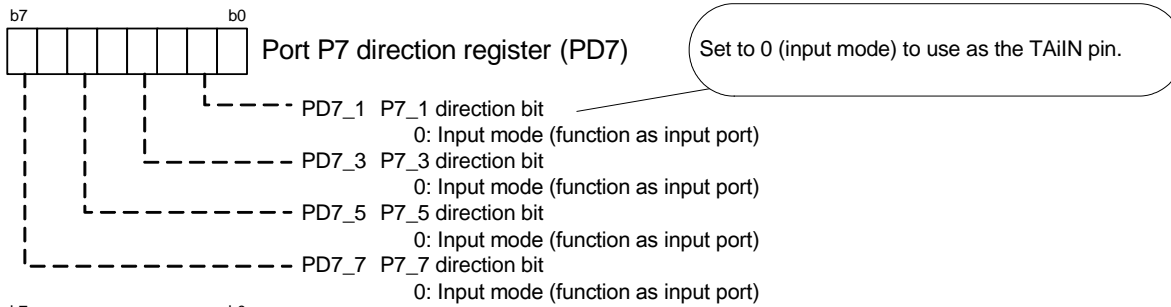 b7 b0
Port P7 direction register (PD7)
Set to 0 (input mode) to use as the TAiIN pin.
PD7_1 P7_1 direction bit
0: Input mode (function as input port)
PD7_3 P7_3 direction bit
0: Input mode (function as input port)
PD7_5 P7_5 direction bit
0: Input mode (function as input port)
PD7_7 P7_7 direction bit
0: Input mode (function as input port)